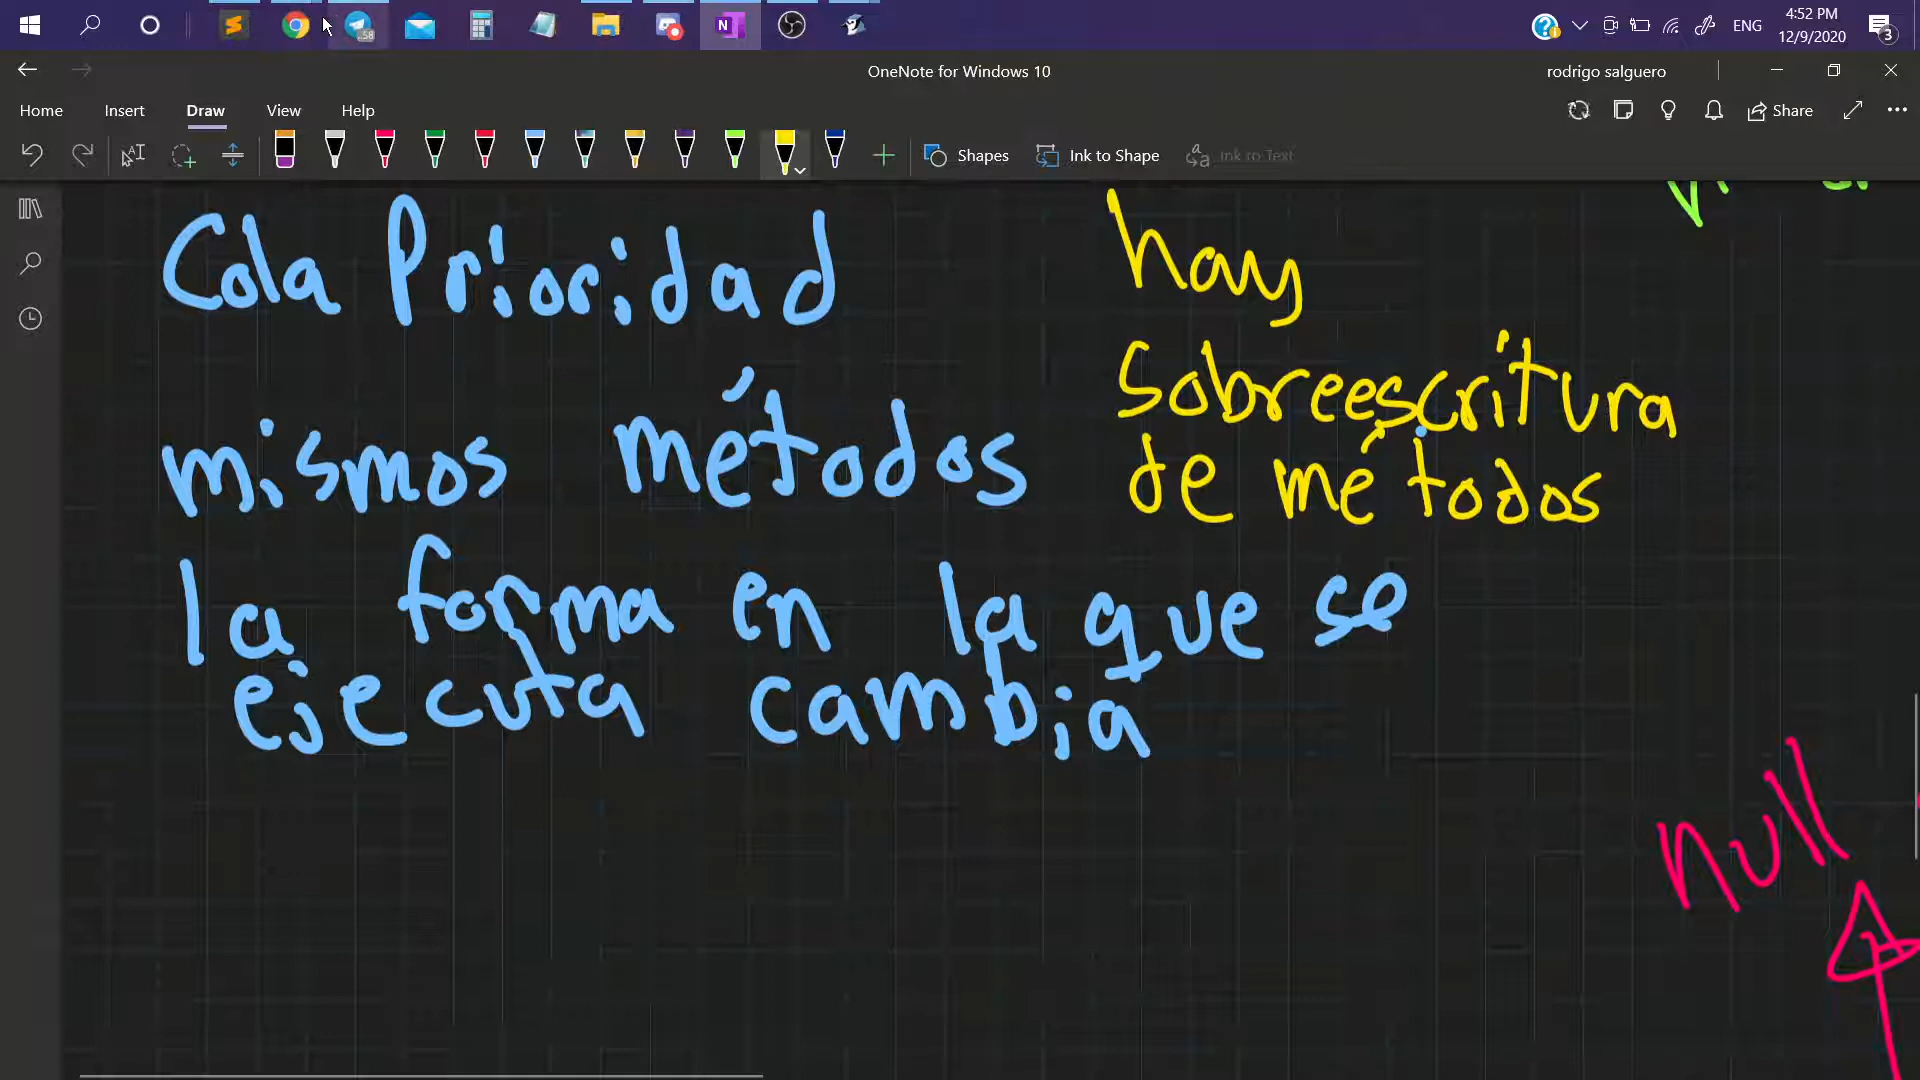 4:52 PM
ENG
12/9/2020
3
58
OneNote for Windows 10
rodrigo salguero
Home Insert Draw View Help
Share
Shapes Ink to Shape Ink to Text
Cola Prioridad
mismos métodos
la forma en la que se
ejecuta cambia
hay
sobreescritura
de métodos
null